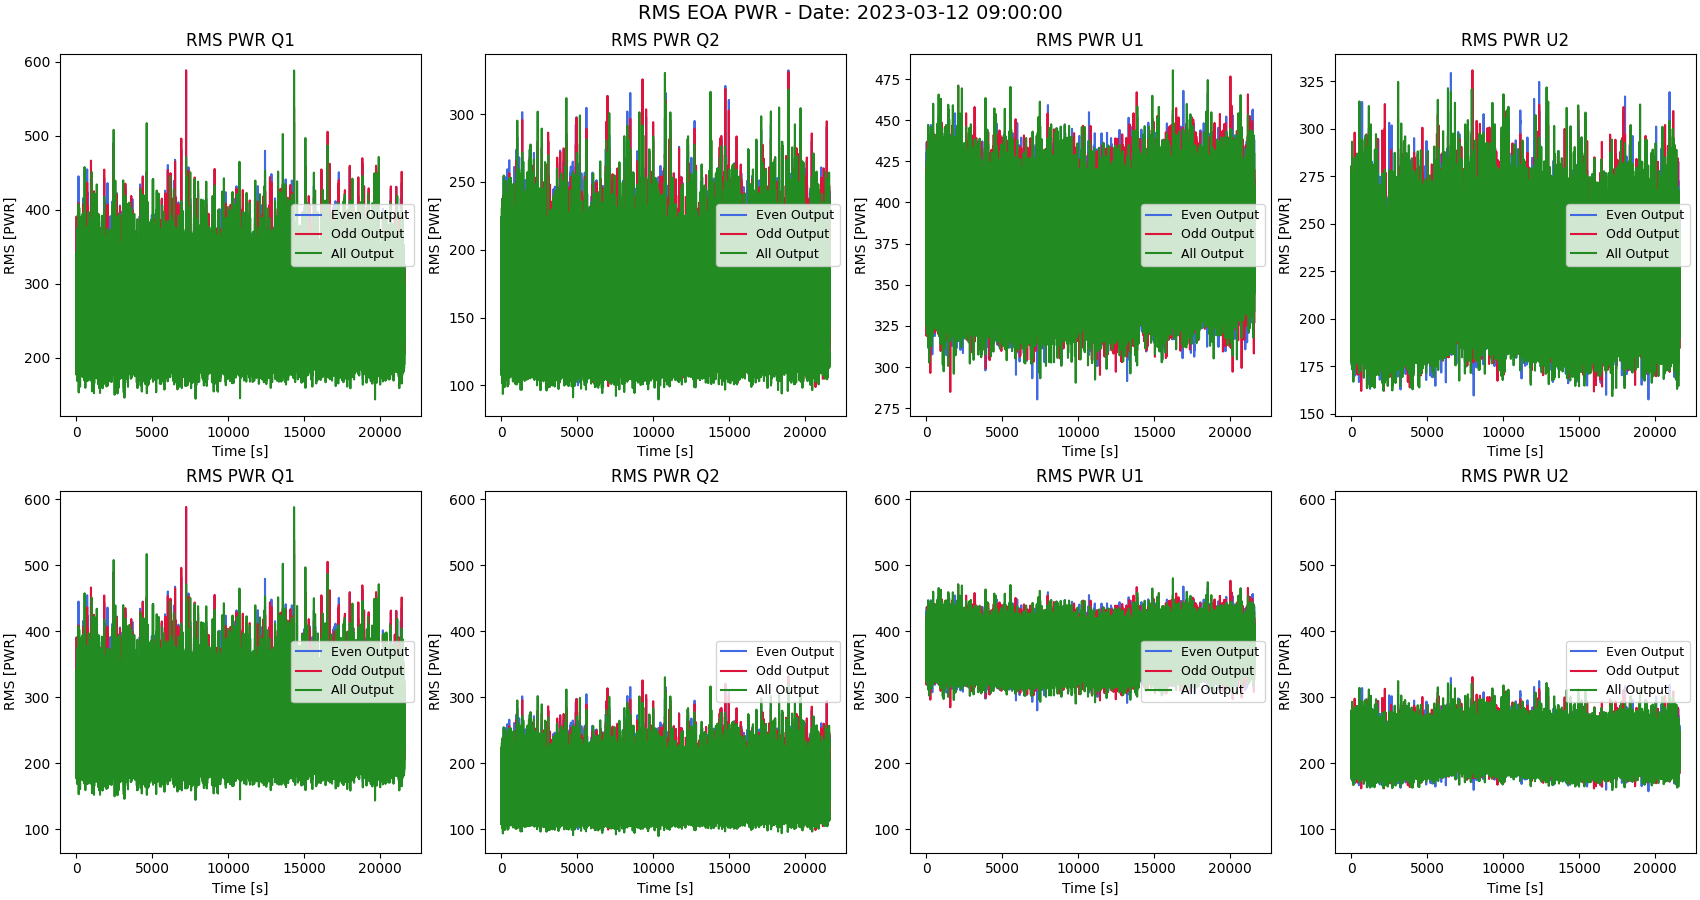 RMS EOA PWR - Date: 2023-03-12 09:00:00
RMS PWR Q1
RMS [PWR]
600
500
400
300
200
Even Output
Odd Output
All Output
0 5000 10000 15000 20000
Time [s]
RMS PWR Q2
RMS [PWR]
300
250
200
150
100
Even Output
Odd Output
All Output
0 5000 10000 15000 20000
Time [s]
RMS PWR U1
RMS [PWR]
475
450
425
400
375
350
325
300
275
Even Output
Odd Output
All Output
0 5000 10000 15000 20000
Time [s]
RMS PWR U2
RMS [PWR]
325
300
275
250
225
200
175
150
Even Output
Odd Output
All Output
0 5000 10000 15000 20000
Time [s]
RMS PWR Q1
RMS [PWR]
600
500
400
300
200
100
Even Output
Odd Output
All Output
0 5000 10000 15000 20000
Time [s]
RMS PWR Q2
RMS [PWR]
600
500
400
300
200
100
Even Output
Odd Output
All Output
0 5000 10000 15000 20000
Time [s]
RMS PWR U1
RMS [PWR]
600
500
400
300
200
100
Even Output
Odd Output
All Output
0 5000 10000 15000 20000
Time [s]
RMS PWR U2
RMS [PWR]
600
500
400
300
200
100
Even Output
Odd Output
All Output
0 5000 10000 15000 20000
Time [s]